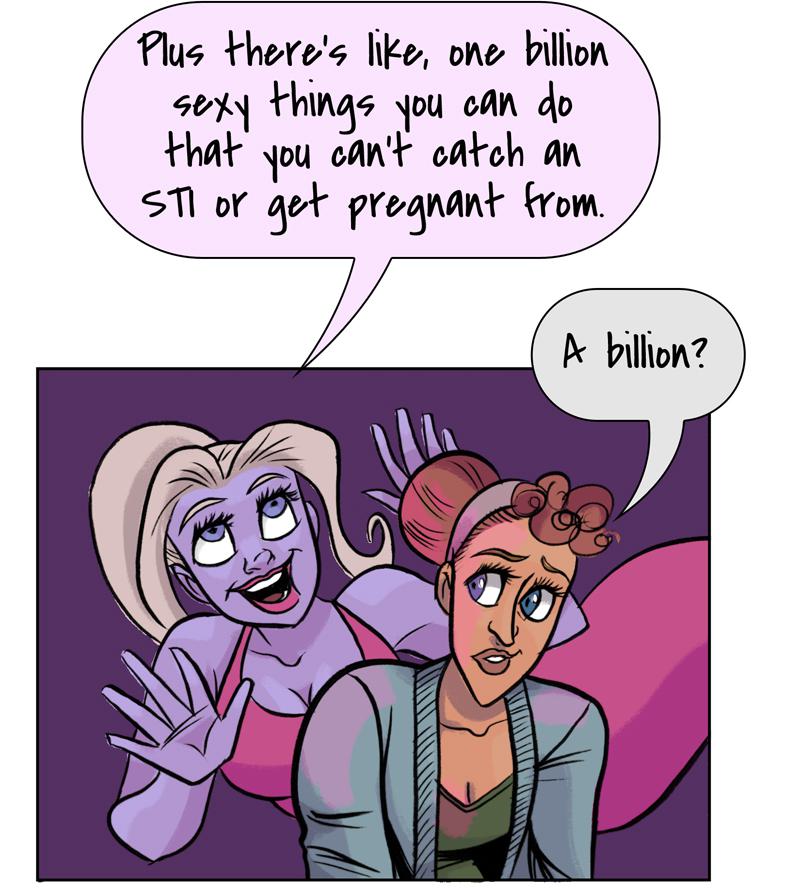 Plus there's like, one billion
sexy things you can do
that you can't catch an
STI or get pregnant from.
A billion?